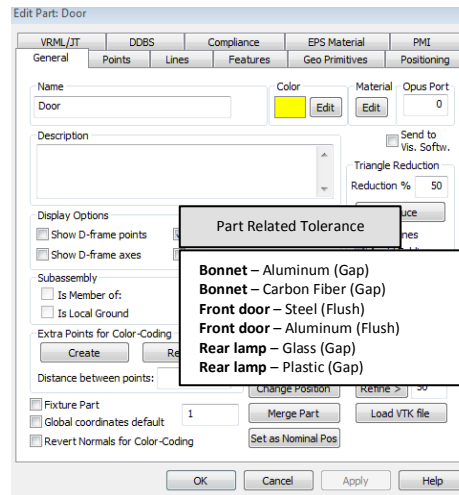 Edit Part: Door
VRML/JT DDBS Compliance EPS Material PMI
General Points Lines Features Geo Primitives Positioning
Name Color Material Opus Port
Door Edit Edit 0
Description
Send to
Vis. Softw.
Triangle Reduction
Reduction % 50
Display Options
Show D-frame points
Show D-frame axes
Part Related Tolerance
Bonnet – Aluminum (Gap)
Bonnet – Carbon Fiber (Gap)
Front door – Steel (Flush)
Front door – Aluminum (Flush)
Rear lamp – Glass (Gap)
Rear lamp – Plastic (Gap)
Subassembly
Is Member of:
Is Local Ground
Extra Points for Color-Coding
Create
Distance between points:
Change Position Refine > 50
Fixture Part
Global coordinates default 1 Merge Part Load VTK file
Revert Normals for Color-Coding Set as Nominal Pos
OK Cancel Apply Help